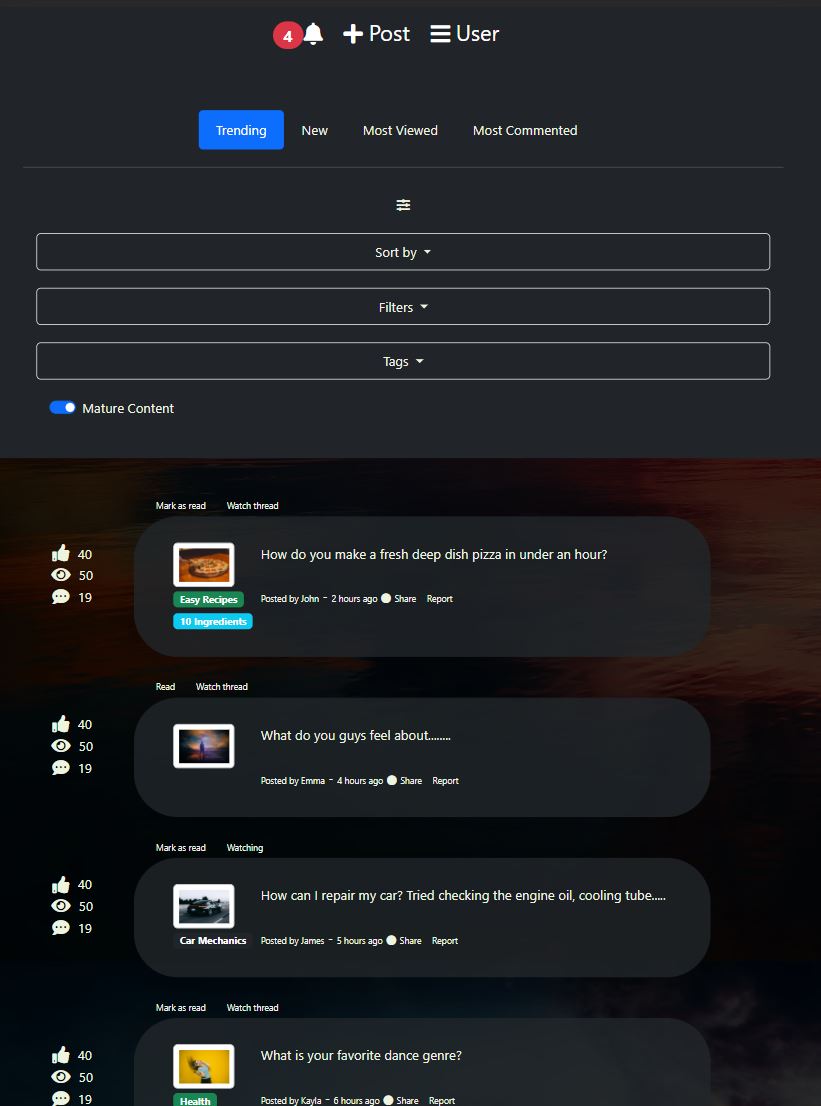 4 Post User
Trending New Most Viewed Most Commented
Sort by
Filters
Tags
Mature Content
Mark as read Watch thread
40
50
19
How do you make a fresh deep dish pizza in under an hour?
Easy Recipes
10 Ingredients
Posted by John - 2 hours ago Share Report
Read Watch thread
40
50
19
What do you guys feel about........
Posted by Emma - 4 hours ago Share Report
Mark as read Watching
40
50
19
How can I repair my car? Tried checking the engine oil, cooling tube.....
Car Mechanics
Posted by James - 5 hours ago Share Report
Mark as read Watch thread
40
50
19
What is your favorite dance genre?
Health
Posted by Kayla - 6 hours ago Share Report